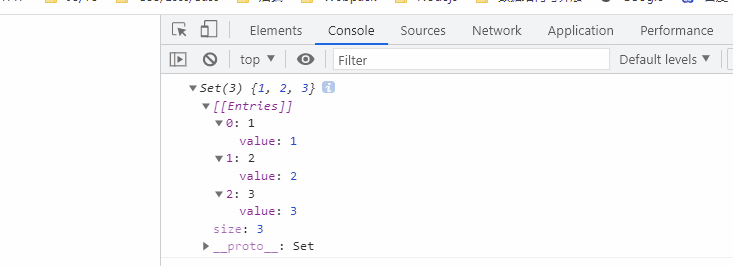 Elements Console Sources Network Application Performance
top ▼ Filter Default levels ▼
▼Set(3) {1, 2, 3} i
▼[[Entries]]
▼0: 1
value: 1
▼1: 2
value: 2
▼2: 3
value: 3
size: 3
▶__proto__: Set